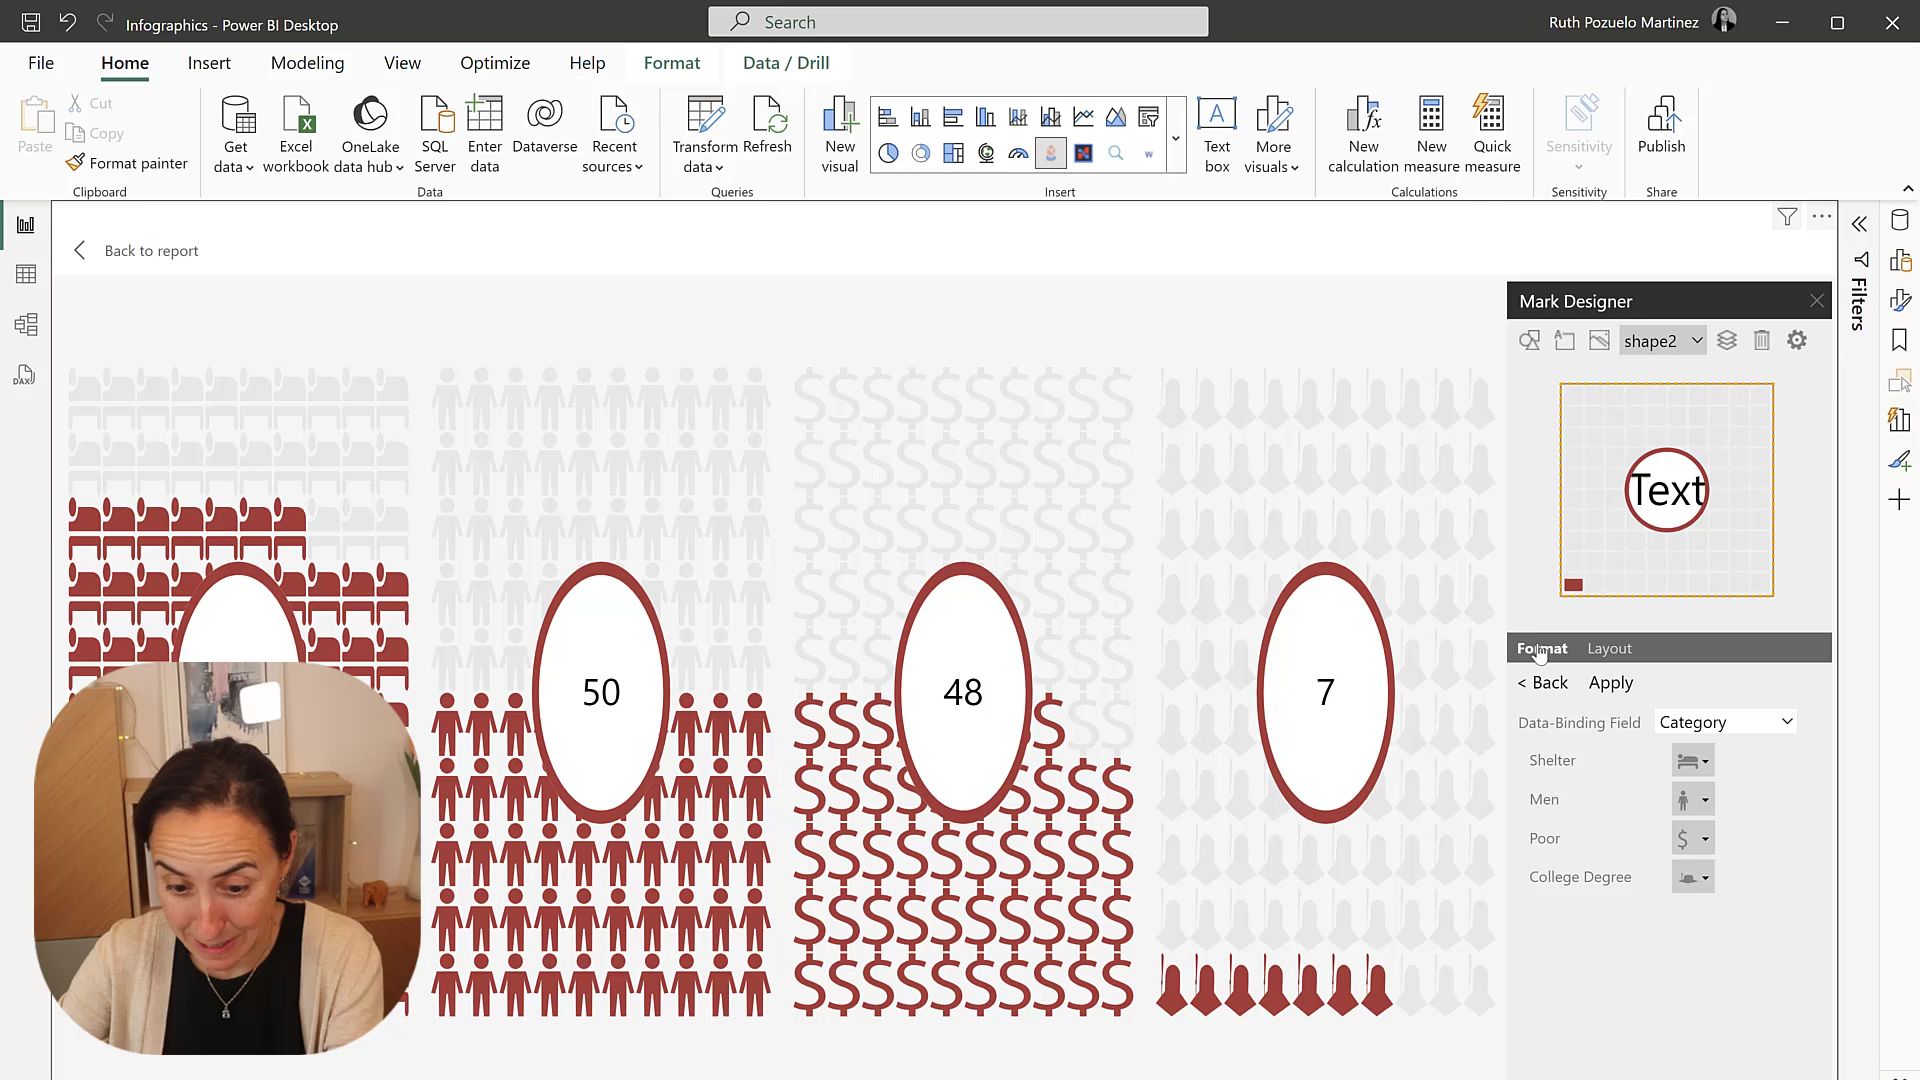 Infographics - Power BI Desktop
Search
Ruth Pozuelo Martinez
File
Home
Insert
Modeling
View
Optimize
Help
Format
Data / Drill
Paste
Cut
Copy
Format painter
Clipboard
Get data
Excel workbook
OneLake data hub
SQL Server
Enter data
Dataverse
Recent sources
Data
Transform data
Refresh
Queries
New visual
Text box
More visuals
Insert
New calculation
New measure
Quick measure
Calculations
Sensitivity
Sensitivity
Publish
Share
Back to report
DAX
Filters
Mark Designer
shape2
Text
Format
Layout
< Back
Apply
Data-Binding Field
Category
Shelter
Men
Poor
$
College Degree
50
48
7